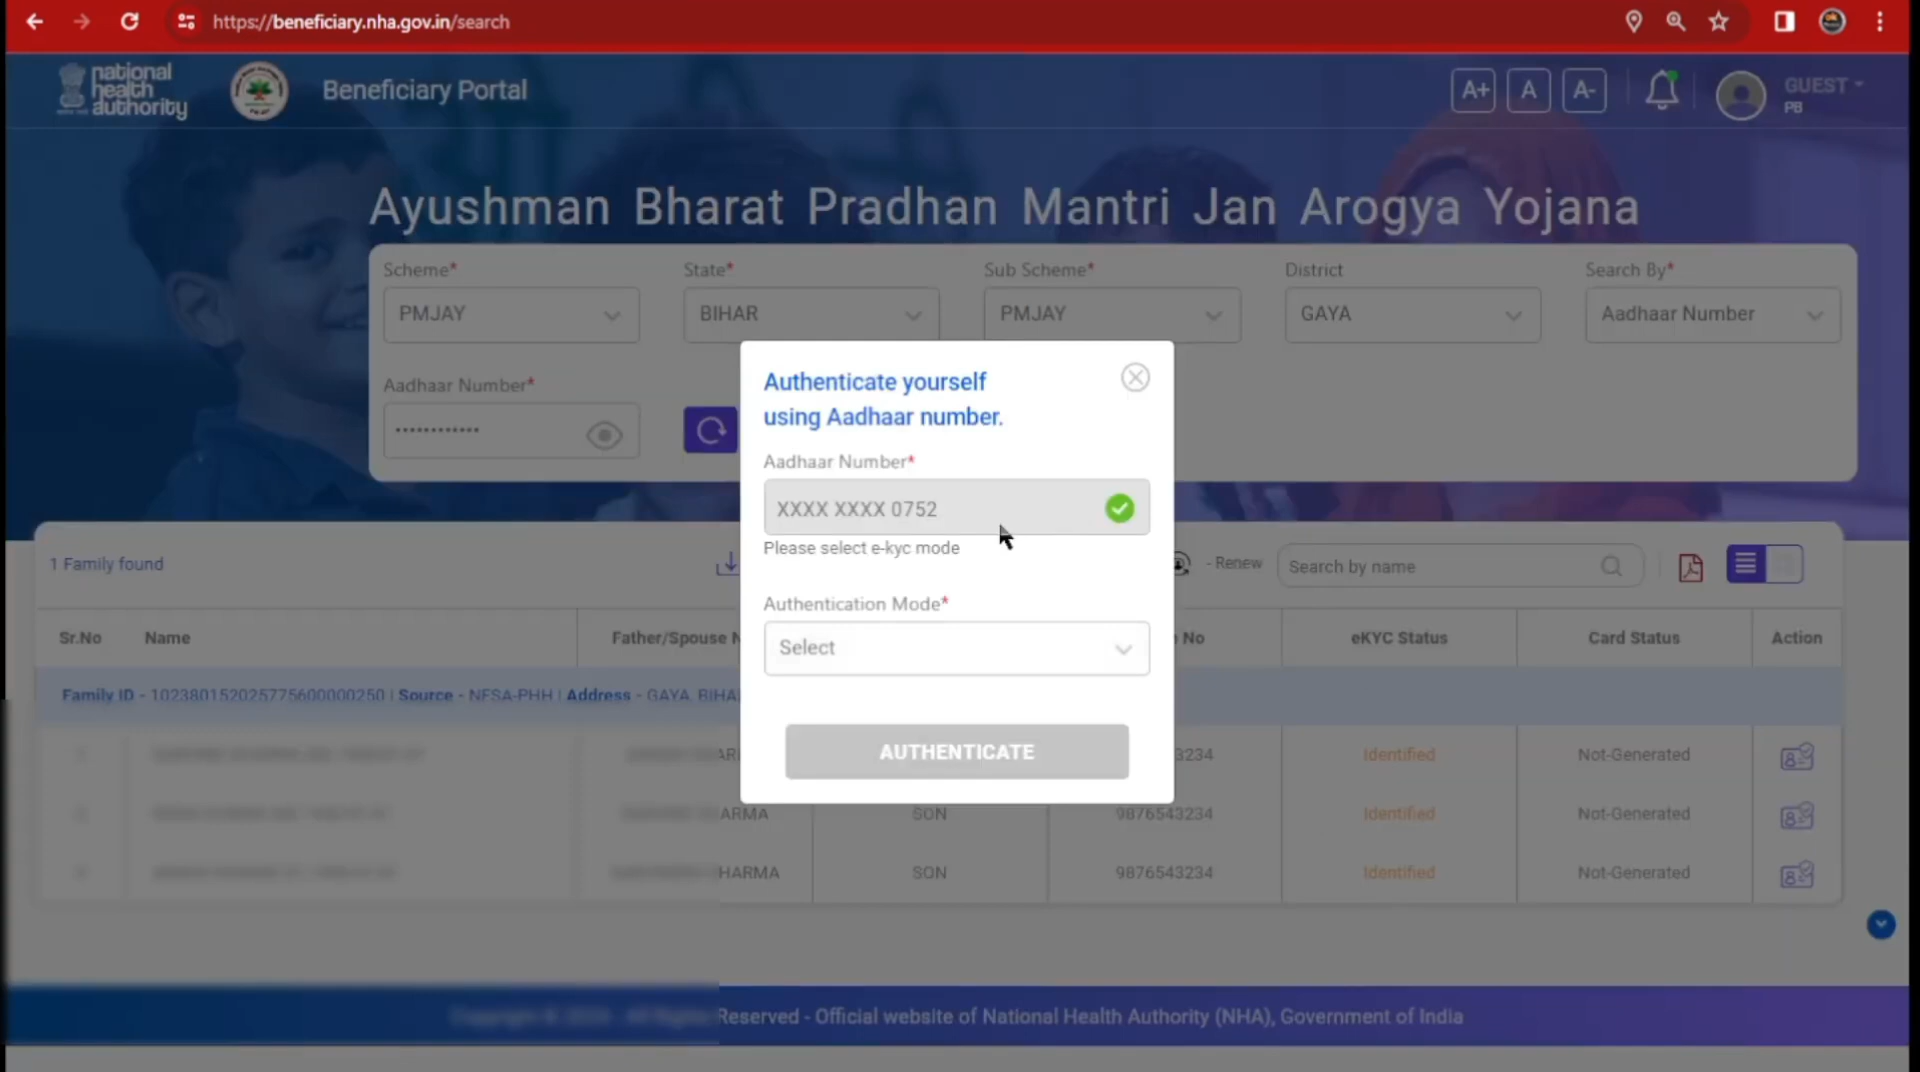 https://beneficiary.nha.gov.in/search
national
health
authority
Beneficiary Portal
A+ A A-
GUEST
PB
Ayushman Bharat Pradhan Mantri Jan Arogya Yojana
Scheme* State* Sub Scheme* District Search By*
PMJAY BIHAR PMJAY GAYA Aadhaar Number
Aadhaar Number*
••••••••••••
Authenticate yourself
using Aadhaar number.
Aadhaar Number*
XXXX XXXX 0752
Please select e-kyc mode
Authentication Mode*
Select
AUTHENTICATE
1 Family found - Renew Search by name
Sr.No Name Father/Spouse N No eKYC Status Card Status Action
Family ID - 102380152025775600000250 | Source - NFSA-PHH | Address - GAYA, BIHA
3234 Identified Not-Generated
ARMA SON 9876543234 Identified Not-Generated
HARMA SON 9876543234 Identified Not-Generated
Reserved - Official website of National Health Authority (NHA), Government of India